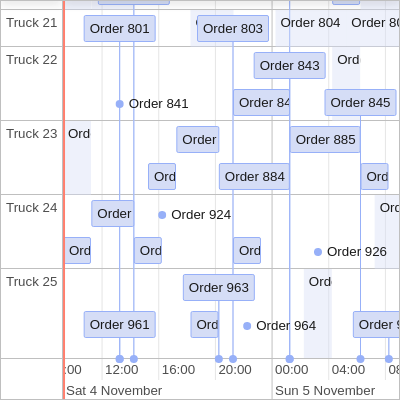 Truck 21
Order 801
Order 803
Order 804
Order 80
Truck 22
Order 843
Ord
Order 841
Order 84
Order 845
Truck 23
Ord
Order
Order 885
Ord
Order 884
Ord
Truck 24
Order
Order 924
Ord
Ord
Ord
Ord
Order 926
Truck 25
Order 963
Ord
Order 961
Ord
Order 964
Order 9
:00 12:00 16:00 20:00 00:00 04:00 08
Sat 4 November Sun 5 November